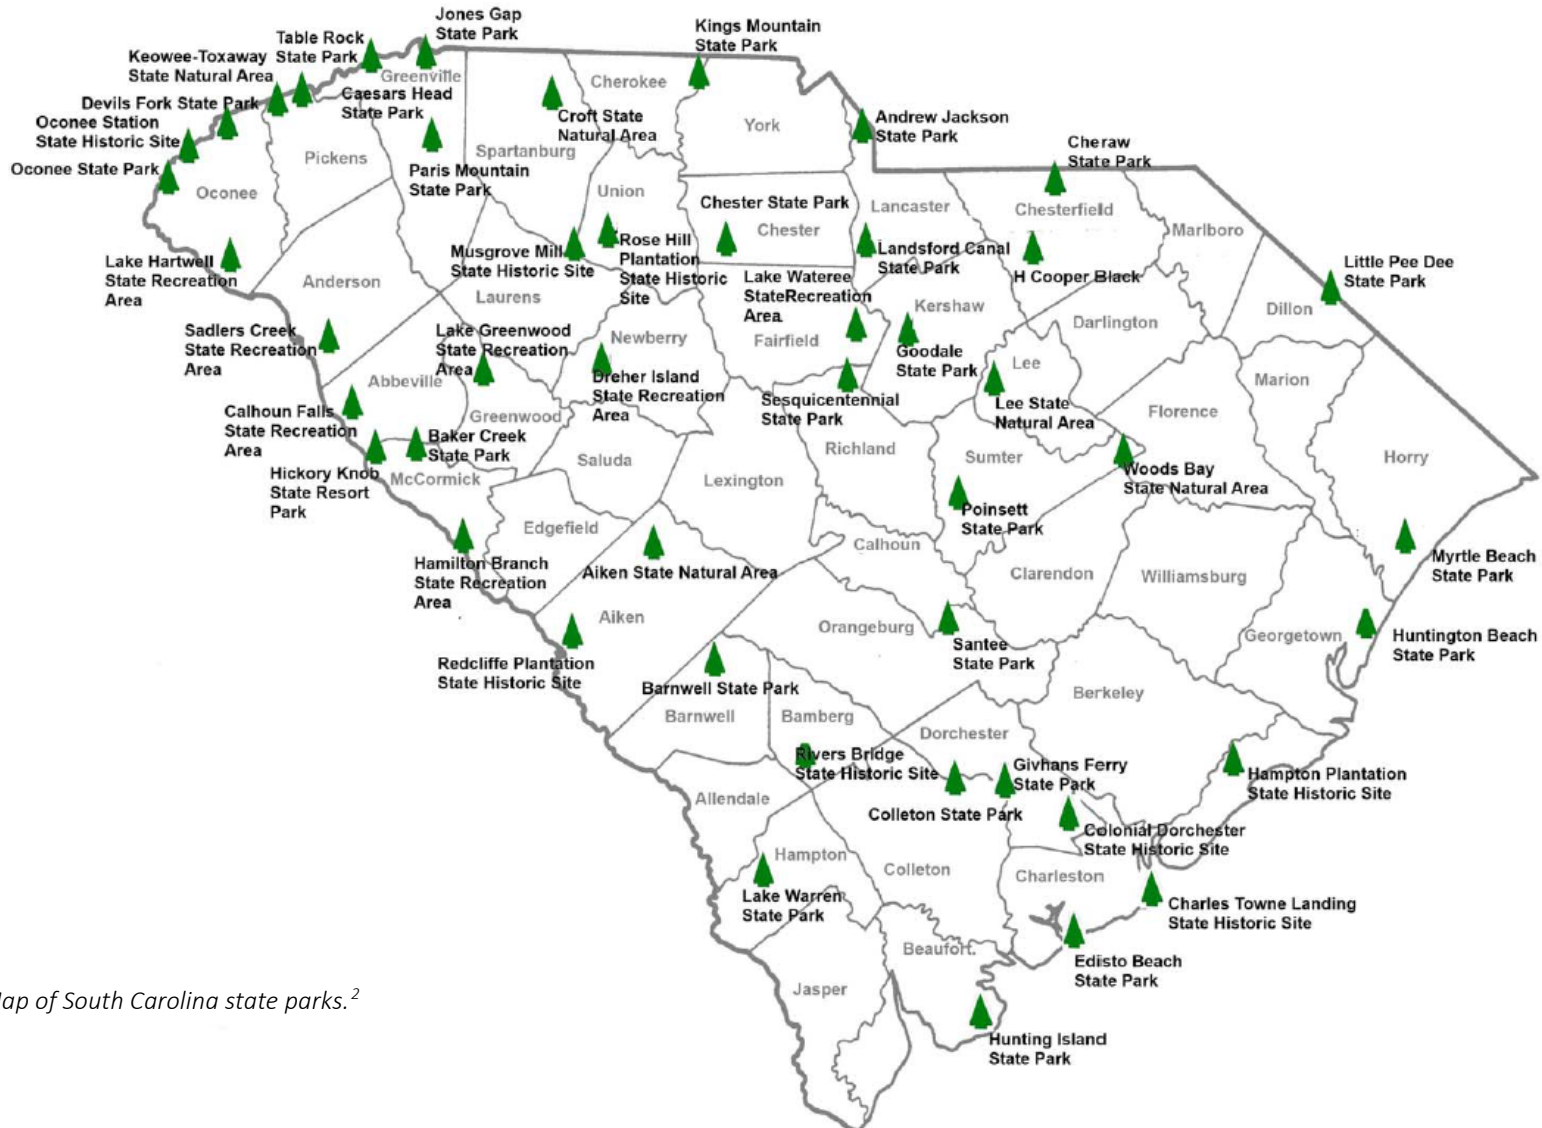 Jones Gap
State Park
Kings Mountain
State Park
Table Rock
State Park
Keowee-Toxaway
State Natural Area
Greenville
Cherokee
Caesars Head
State Park
Devils Fork State Park
Oconee Station
State Historic Site
Croft State
Natural Area
Andrew Jackson
State Park
York
Cheraw
State Park
Spartanburg
Pickens
Oconee State Park
Paris Mountain
State Park
Oconee
Union
Chester State Park
Lancaster
Chesterfield
Marlboro
Chester
Rose Hill
Plantation
State Historic
Site
Musgrove Mill
State Historic Site
Landsford Canal
State Park
H Cooper Black
Lake Hartwell
State Recreation
Area
Little Pee Dee
State Park
Anderson
Laurens
Lake Wateree
StateRecreation
Area
Kershaw
Dillon
Darlington
Sadlers Creek
State Recreation
Area
Lake Greenwood
State Recreation
Area
Newberry
Fairfield
Goodale
State Park
Lee
Abbeville
Dreher Island
State Recreation
Area
Marion
Sesquicentennial
State Park
Lee State
Natural Area
Florence
Calhoun Falls
State Recreation
Area
Greenwood
Baker Creek
State Park
Richland
Sumter
Horry
Saluda
Woods Bay
State Natural Area
Hickory Knob
State Resort
Park
McCormick
Lexington
Poinsett
State Park
Edgefield
Calhoun
Hamilton Branch
State Recreation
Area
Aiken State Natural Area
Clarendon
Williamsburg
Myrtle Beach
State Park
Aiken
Orangeburg
Georgetown
Huntington Beach
State Park
Santee
State Park
Redcliffe Plantation
State Historic Site
Barnwell State Park
Berkeley
Barnwell
Bamberg
Dorchester
Rivers Bridge
State Historic Site
Givhans Ferry
State Park
Hampton Plantation
State Historic Site
Allendale
Colleton State Park
Colonial Dorchester
State Historic Site
Hampton
Colleton
Charleston
Lake Warren
State Park
Charles Towne Landing
State Historic Site
Beaufort.
Edisto Beach
State Park
Jasper
ap of South Carolina state parks.2
Hunting Island
State Park